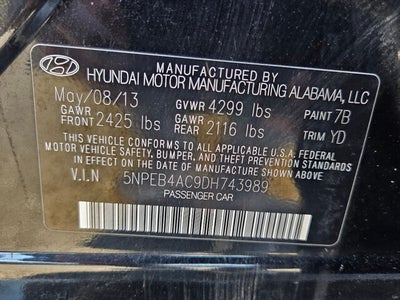 MANUFACTURED BY
HYUNDAI MOTOR MANUFACTURING ALABAMA, LLC
May/08/13 GVWR 4299 lbs PAINT 7B
GAWR FRONT 2425 lbs GAWR REAR 2116 lbs TRIM YD
THIS VEHICLE CONFORMS TO ALL APPLICABLE U.S.A FEDERAL
MOTOR VEHICLE SAFETY, BUMPER, AND THEFT PREVENTION
STANDARDS IN EFFECT ON THE DATE OF MANUFACTURE SHOWN ABOVE.
V.I.N 5NPEB4AC9DH743989
PASSENGER CAR